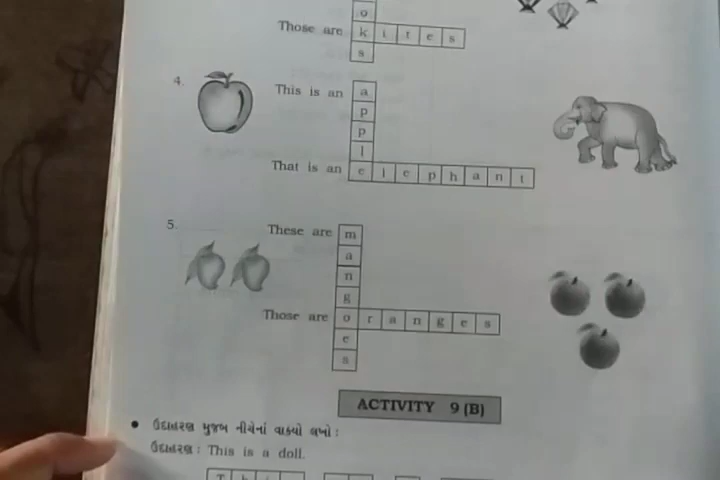 o
Those are k i t e s
s
4. This is an a
p
p
l
That is an e l e p h a n t
5. These are m
a
n
g
Those are o r a n g e s
e
s
ACTIVITY 9 (B)
• ઉદાહરણ મુજબ નીચેનાં વાક્યો લખો :
ઉદાહરણ : This is a doll.